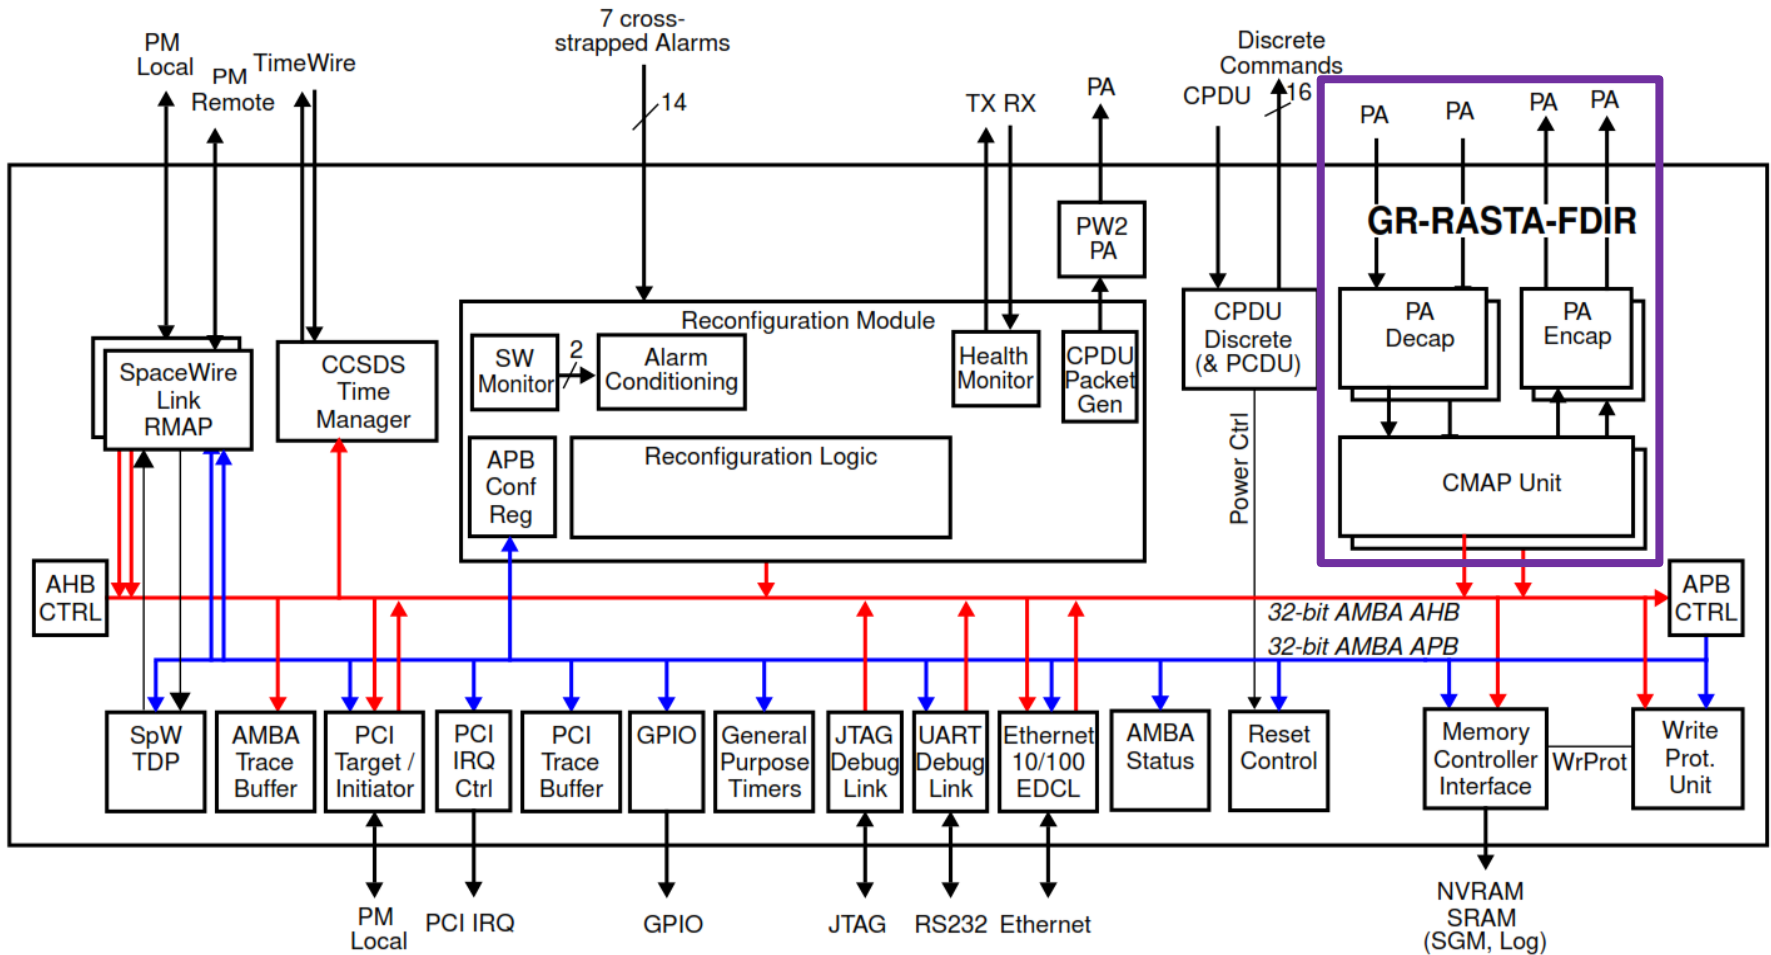 7 cross-
strapped Alarms
PM
Local
PM
Remote
TimeWire
14
TX RX
PA
CPDU
Discrete
Commands
16
PA
PA
PA
PA
GR-RASTA-FDIR
PW2
PA
SpaceWire
Link
RMAP
CCSDS
Time
Manager
Reconfiguration Module
SW
Monitor
2
Alarm
Conditioning
Health
Monitor
CPDU
Packet
Gen
APB
Conf
Reg
Reconfiguration Logic
CPDU
Discrete
(& PCDU)
Power Ctrl
PA
Decap
PA
Encap
CMAP Unit
AHB
CTRL
APB
CTRL
32-bit AMBA AHB
32-bit AMBA APB
SpW
TDP
AMBA
Trace
Buffer
PCI
Target /
Initiator
PCI
IRQ
Ctrl
PCI
Trace
Buffer
GPIO
General
Purpose
Timers
JTAG
Debug
Link
UART
Debug
Link
Ethernet
10/100
EDCL
AMBA
Status
Reset
Control
Memory
Controller
Interface
WrProt
Write
Prot.
Unit
PM
Local
PCI IRQ
GPIO
JTAG
RS232
Ethernet
NVRAM
SRAM
(SGM, Log)